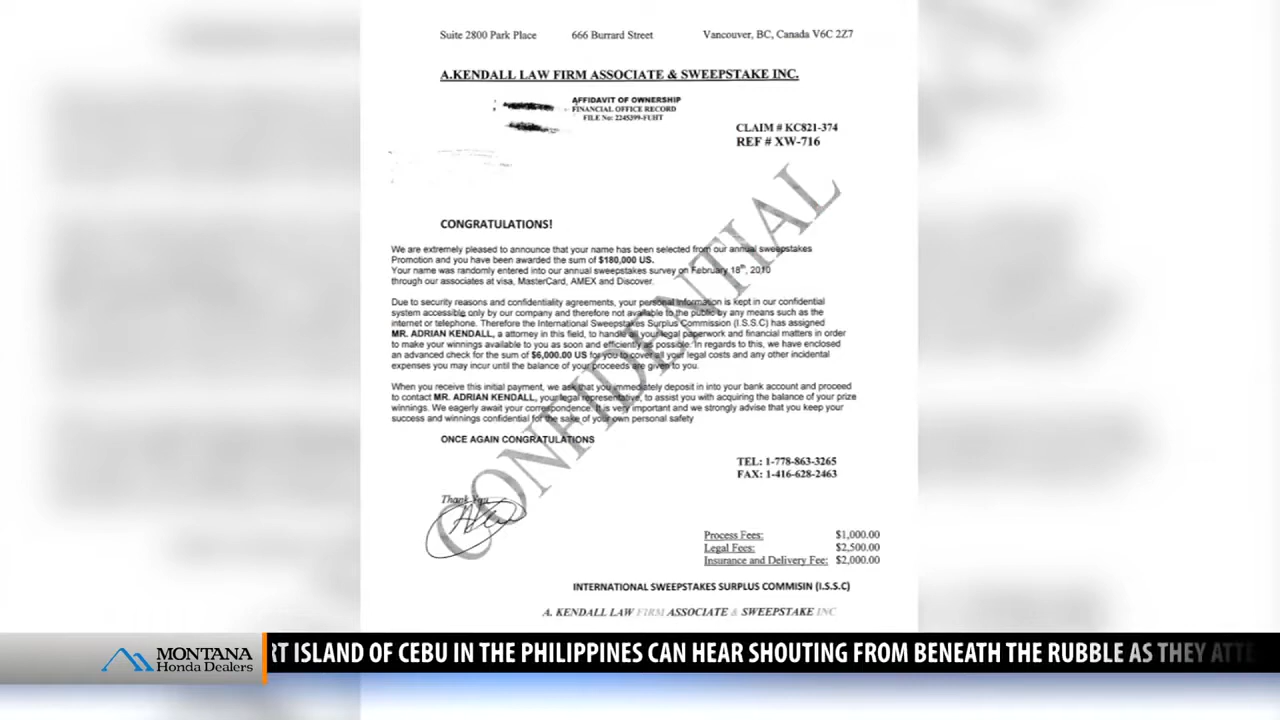 Suite 2800 Park Place 666 Burrard Street Vancouver, BC, Canada V6C 2Z7
A.KENDALL LAW FIRM ASSOCIATE & SWEEPSTAKE INC.
AFFIDAVIT OF OWNERSHIP
FINANCIAL OFFICE RECORD
FILE No: 2245399-FUHT
CLAIM # KC821-374
REF # XW-716
CONGRATULATIONS!
We are extremely pleased to announce that your name has been selected from our annual sweepstakes
Promotion and you have been awarded the sum of $180,000 US.
Your name was randomly entered into our annual sweepstakes survey on February 18th, 2010
through our associates at visa, MasterCard, AMEX and Discover.
Due to security reasons and confidentiality agreements, your personal information is kept in our confidential
system accessible only by our company and therefore not available to the public by any means such as the
internet or telephone. Therefore the International Sweepstakes Surplus Commission (I.S.S.C) has assigned
MR. ADRIAN KENDALL, a attorney in this field, to handle all your legal paperwork and financial matters in order
to make your winnings available to you as soon and efficiently as possible. In regards to this, we have enclosed
an advanced check for the sum of $6,000.00 US for you to cover all your legal costs and any other incidental
expenses you may incur until the balance of your proceeds are given to you.
When you receive this initial payment, we ask that you immediately deposit in into your bank account and proceed
to contact MR. ADRIAN KENDALL, your legal representative, to assist you with acquiring the balance of your prize
winnings. We eagerly await your correspondence. It is very important and we strongly advise that you keep your
success and winnings confidential for the sake of your own personal safety
ONCE AGAIN CONGRATULATIONS
CONFIDENTIAL
TEL: 1-778-863-3265
FAX: 1-416-628-2463
Thank You
Process Fees: $1,000.00
Legal Fees: $2,500.00
Insurance and Delivery Fee: $2,000.00
INTERNATIONAL SWEEPSTAKES SURPLUS COMMISIN (I.S.S.C)
A. KENDALL LAW FIRM ASSOCIATE & SWEEPSTAKE INC
MONTANA
Honda Dealers
RT ISLAND OF CEBU IN THE PHILIPPINES CAN HEAR SHOUTING FROM BENEATH THE RUBBLE AS THEY ATTE